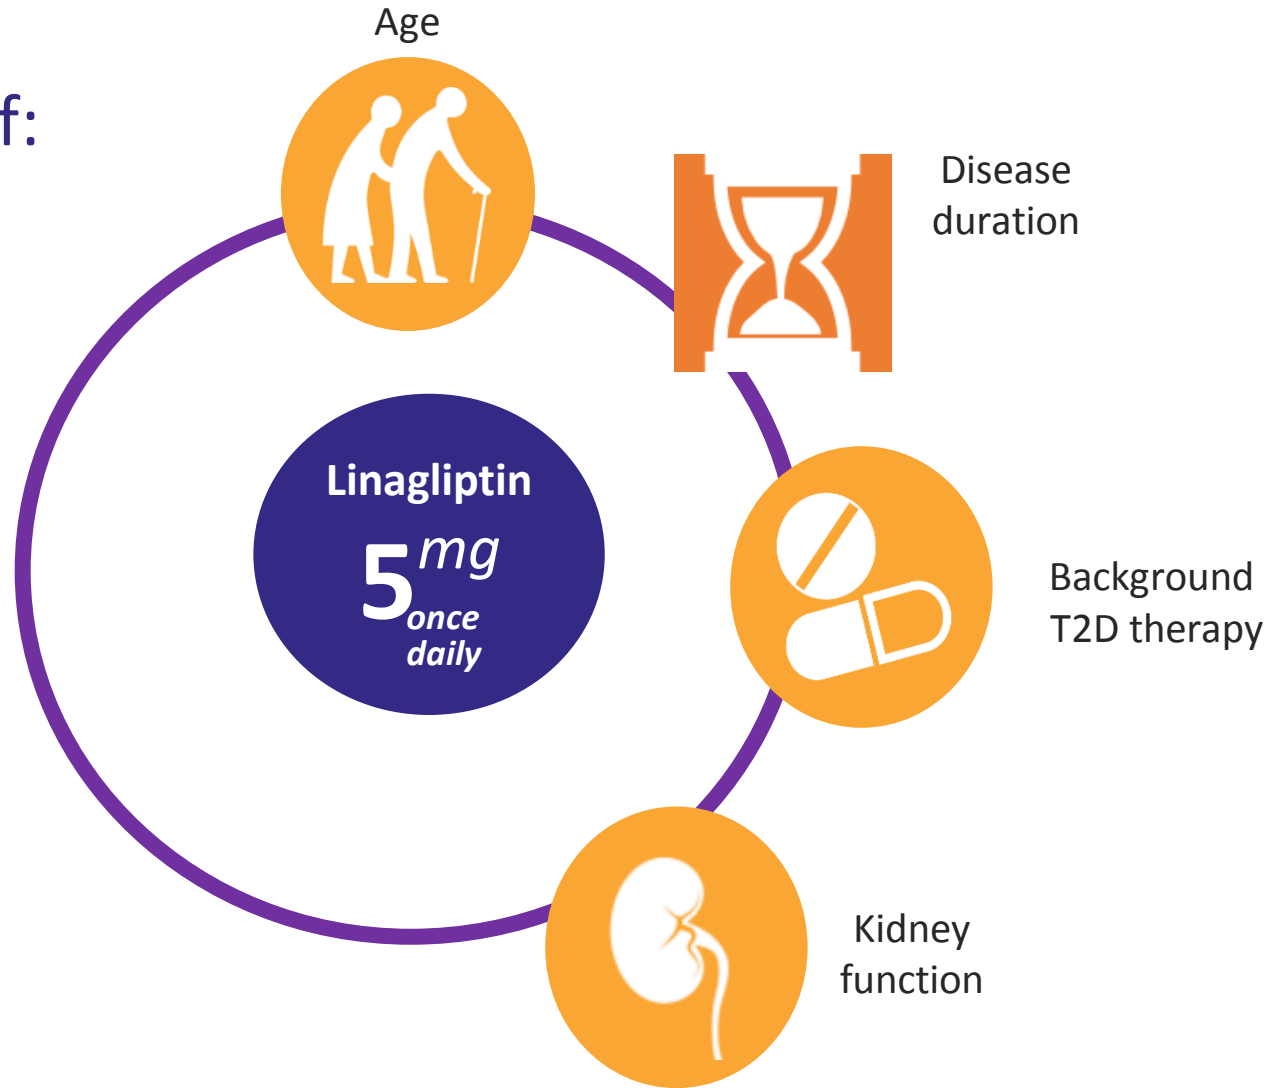 Age
f:
Disease
duration
Linagliptin
5 mg
once
daily
Background
T2D therapy
Kidney
function